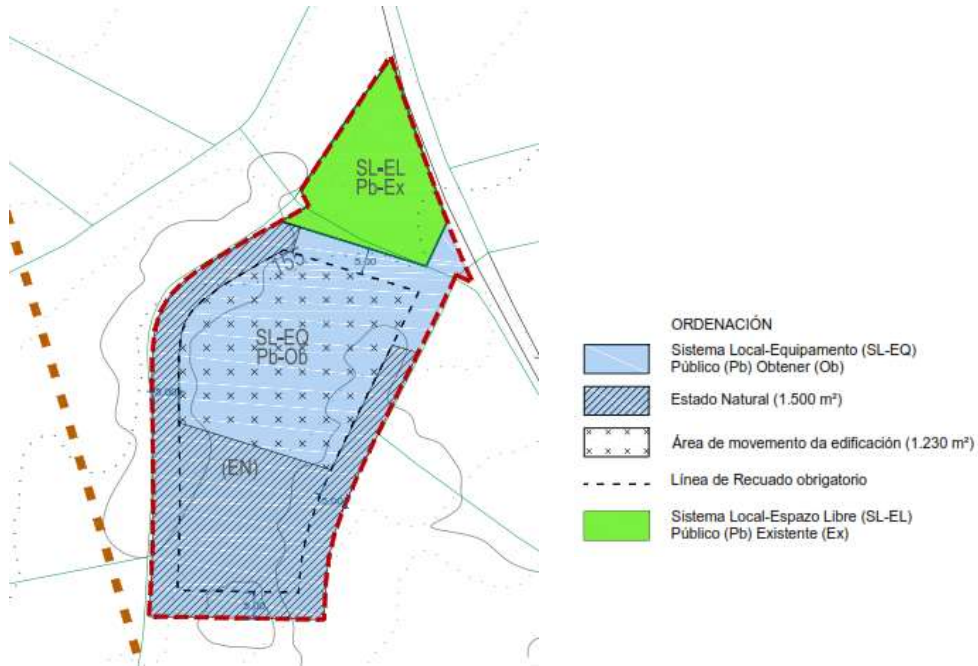 SL-EL
Pb-Ex
155
5.00
SL-EQ
Pb-Ob
5.00
(EN)
5.00
5.00
ORDENACIÓN
Sistema Local-Equipamento (SL-EQ)
Público (Pb) Obtener (Ob)
Estado Natural (1.500 m²)
Área de movemento da edificación (1.230 m²)
Línea de Recuado obrigatorio
Sistema Local-Espazo Libre (SL-EL)
Público (Pb) Existente (Ex)